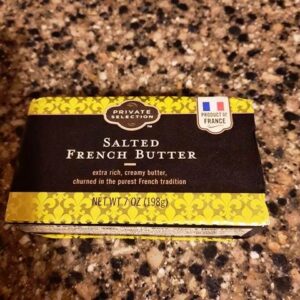 PRIVATE
SELECTION™
PRODUCT OF
FRANCE
SALTED
FRENCH BUTTER
extra rich, creamy butter,
churned in the purest French tradition
NET WT 7 OZ (198g)